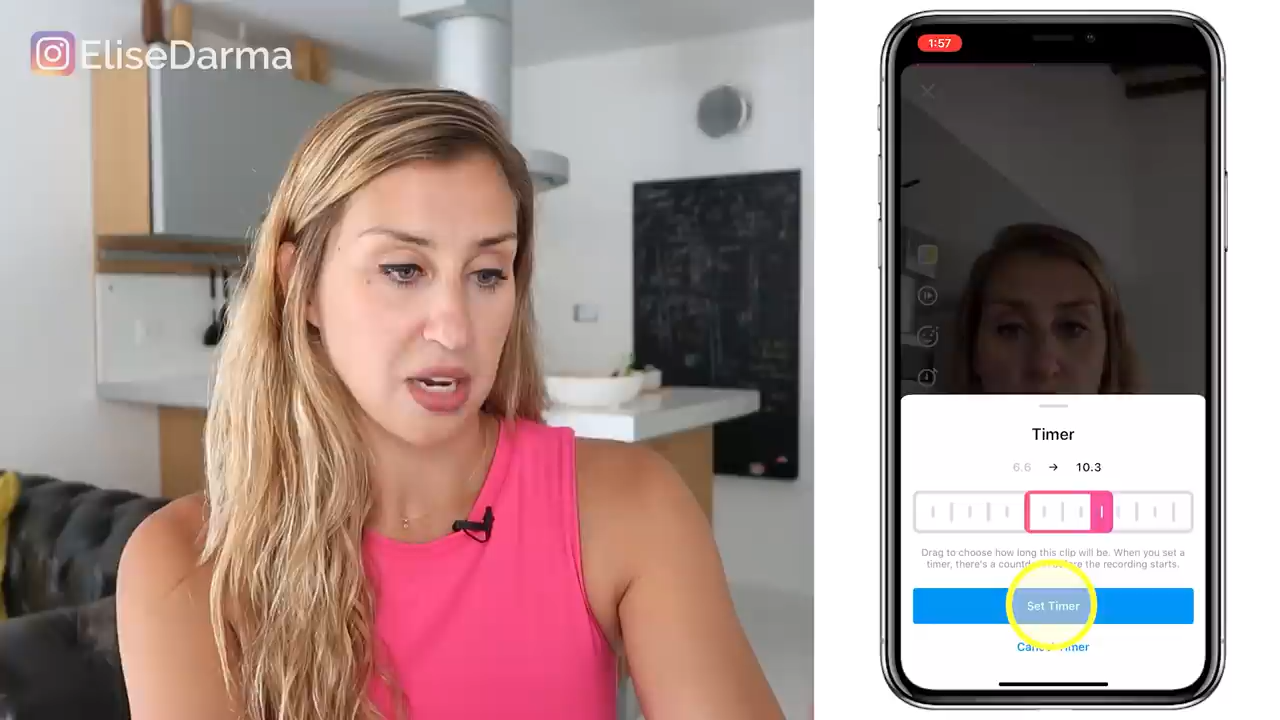 EliseDarma
1:57
Timer
6.6 → 10.3
Drag to choose how long this clip will be. When you set a
timer, there's a countdown before the recording starts.
Set Timer
Cancel Timer